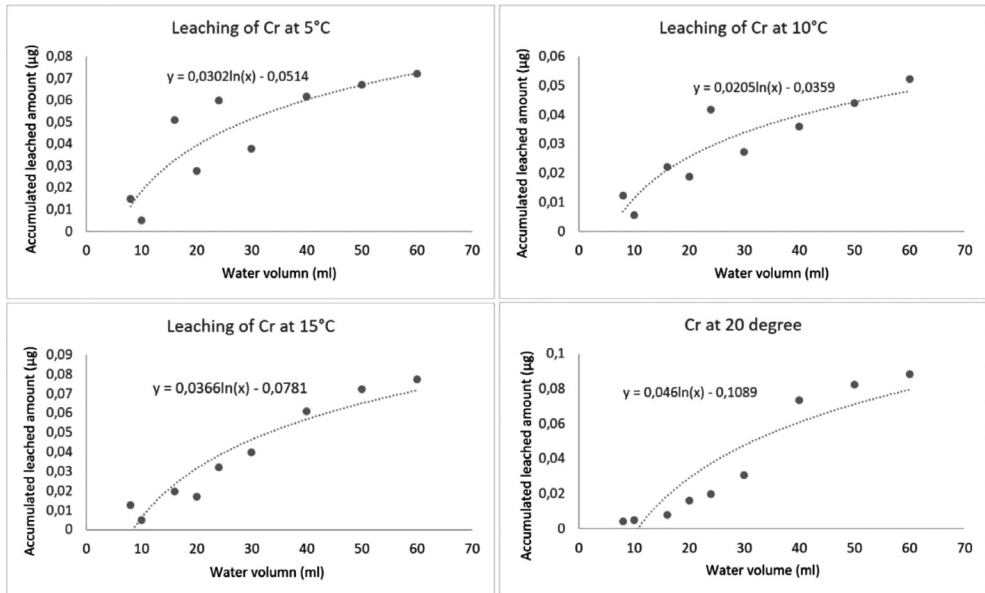 Leaching of Cr at 5°C
Accumulated leached amount (µg)
0,08
0,07
0,06
0,05
0,04
0,03
0,02
0,01
0
y = 0,0302ln(x) - 0,0514
0 10 20 30 40 50 60 70
Water volumn (ml)
Leaching of Cr at 10°C
Accumulated leached amount (µg)
0,06
0,05
0,04
0,03
0,02
0,01
0
y = 0,0205ln(x) - 0,0359
0 10 20 30 40 50 60 70
Water volumn (ml)
Leaching of Cr at 15°C
Accumulated leached amount (µg)
0,09
0,08
0,07
0,06
0,05
0,04
0,03
0,02
0,01
0
y = 0,0366ln(x) - 0,0781
0 10 20 30 40 50 60 70
Water volumn (ml)
Cr at 20 degree
Accumulated leached amount (µg)
0,1
0,08
0,06
0,04
0,02
0
y = 0,046ln(x) - 0,1089
0 10 20 30 40 50 60 70
Water volume (ml)